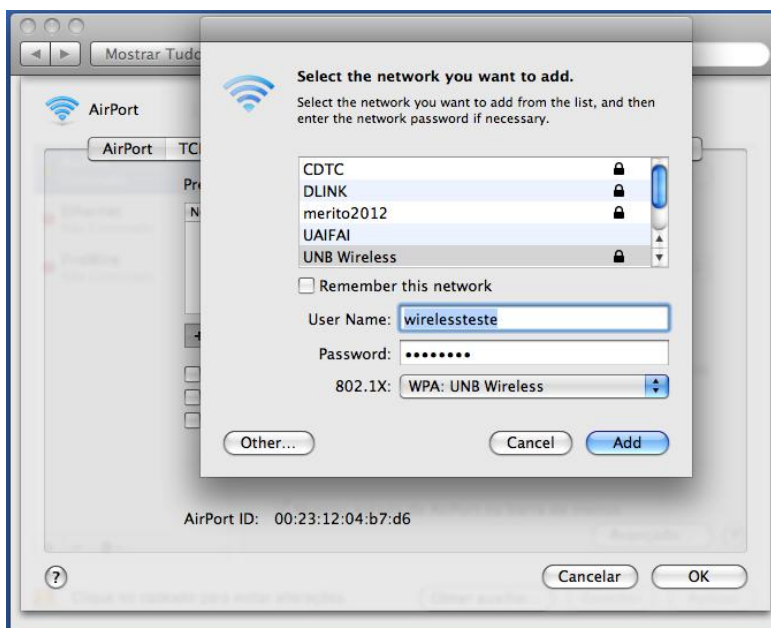 Mostrar Tudo
AirPort
AirPort
TCP
Select the network you want to add.
Select the network you want to add from the list, and then
enter the network password if necessary.
CDTC
DLINK
merito2012
UAIFAI
UNB Wireless
Remember this network
User Name: wirelessteste
Password: ••••••••
802.1X: WPA: UNB Wireless
Other...
Cancel
Add
AirPort ID: 00:23:12:04:b7:d6
?
Cancelar
OK